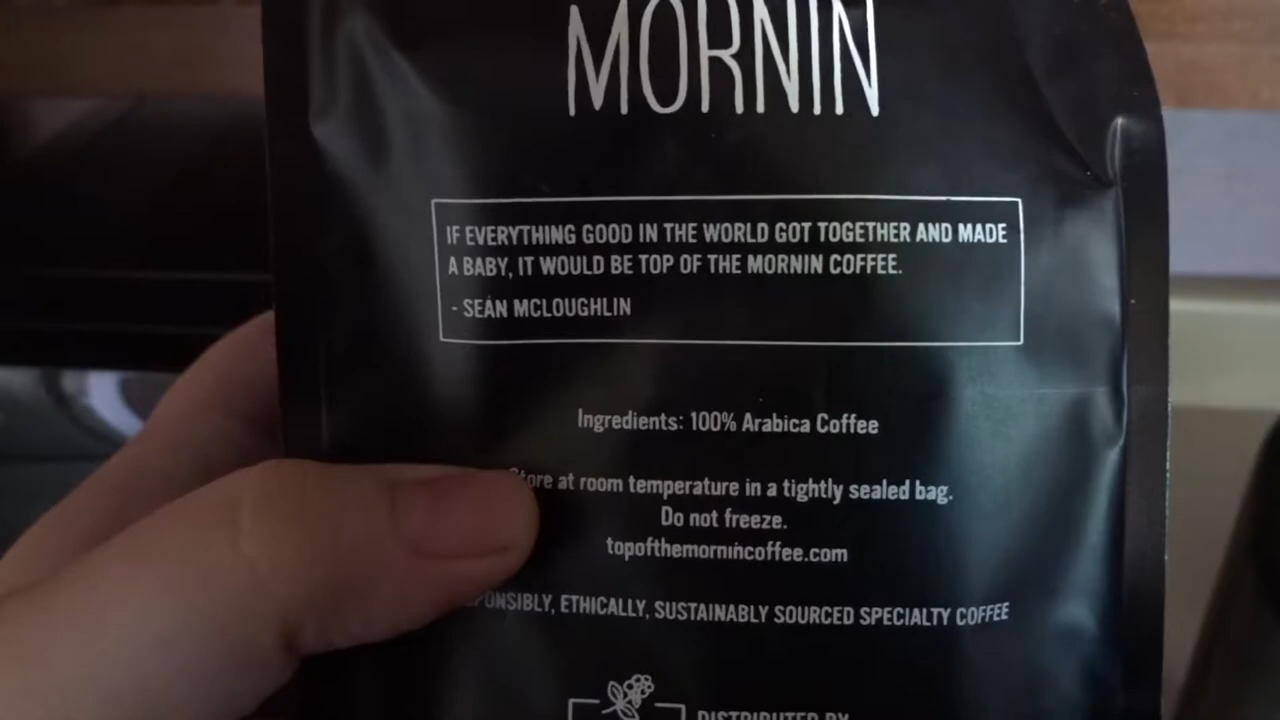 MORNIN
IF EVERYTHING GOOD IN THE WORLD GOT TOGETHER AND MADE
A BABY, IT WOULD BE TOP OF THE MORNIN COFFEE.
- SEÁN MCLOUGHLIN
Ingredients: 100% Arabica Coffee
Store at room temperature in a tightly sealed bag.
Do not freeze.
topofthemornincoffee.com
PONSIBLY, ETHICALLY, SUSTAINABLY SOURCED SPECIALTY COFFEE
DISTRIBUTED BY